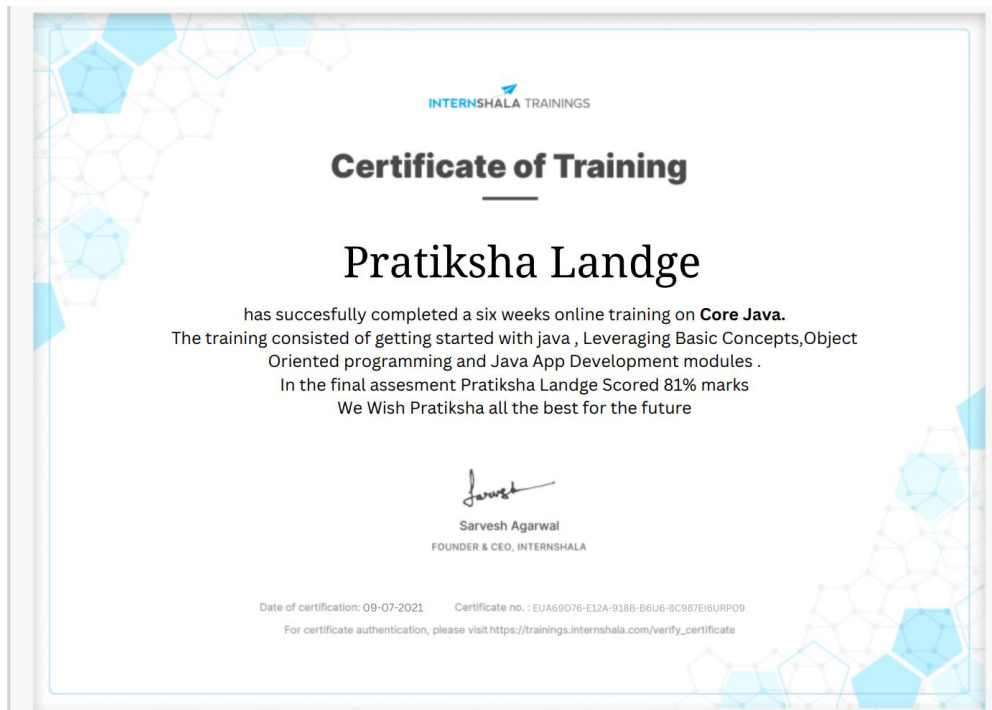 INTERNSHALA TRAININGS
Certificate of Training
Pratiksha Landge
has succesfully completed a six weeks online training on Core Java.
The training consisted of getting started with java , Leveraging Basic Concepts,Object
Oriented programming and Java App Development modules .
In the final assesment Pratiksha Landge Scored 81% marks
We Wish Pratiksha all the best for the future
Sarvesh Agarwal
FOUNDER & CEO, INTERNSHALA
Date of certification: 09-07-2021 Certificate no. : EUA69D76-E12A-918B-B6U6-8C987EI6URP09
For certificate authentication, please visit https://trainings.internshala.com/verify_certificate